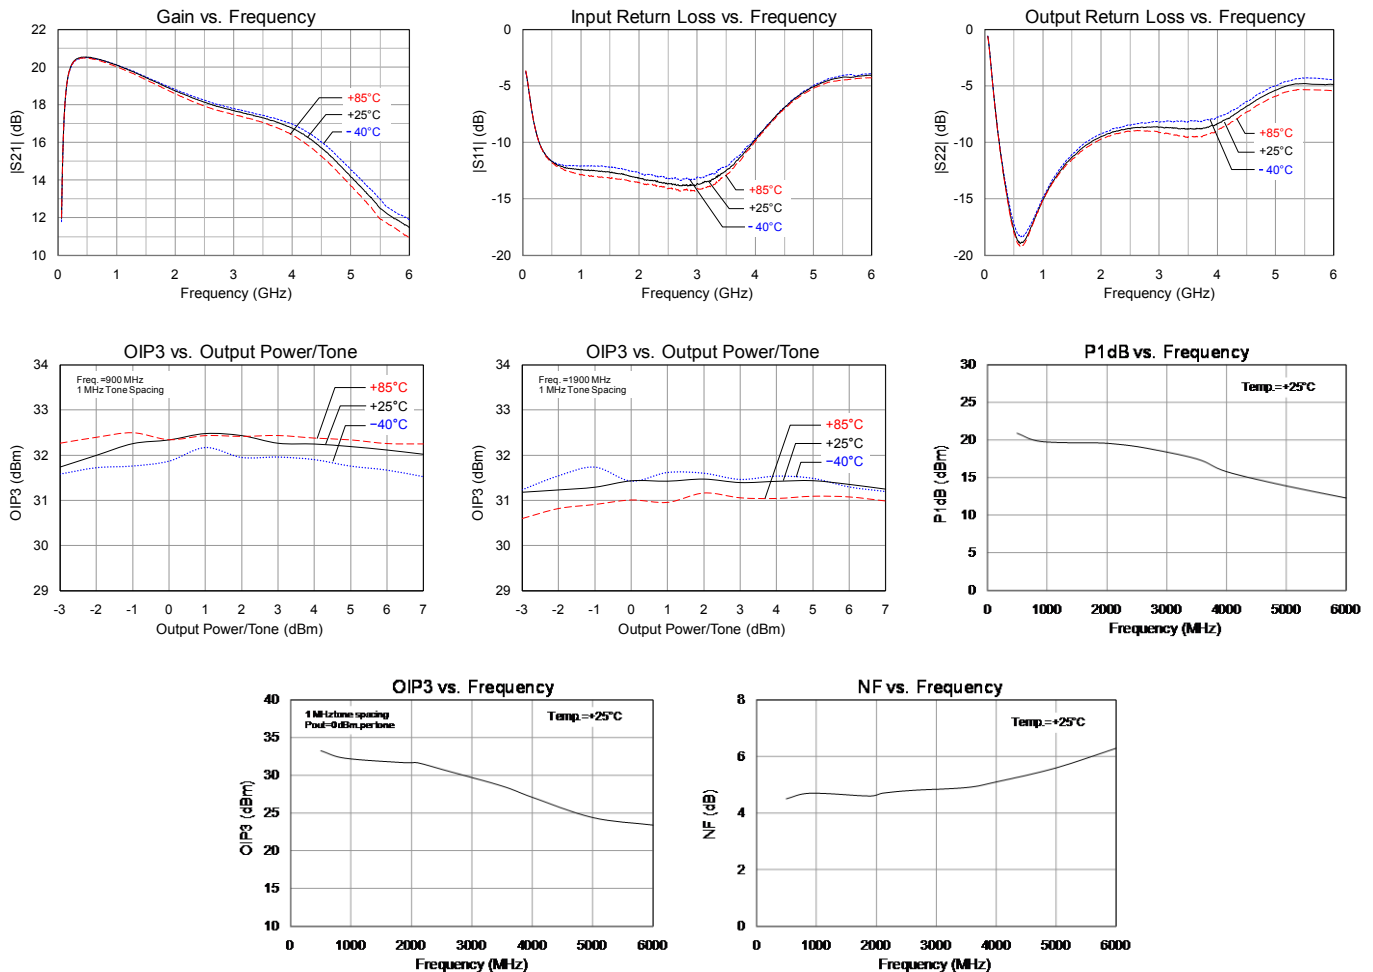 Gain vs. Frequency
22
20
18
16
14
12
10
|S21| (dB)
+85°C
+25°C
-40°C
0 1 2 3 4 5 6
Frequency (GHz)
Input Return Loss vs. Frequency
0
-5
-10
-15
-20
|S11| (dB)
+85°C
+25°C
-40°C
0 1 2 3 4 5 6
Frequency (GHz)
Output Return Loss vs. Frequency
0
-5
-10
-15
-20
|S22| (dB)
+85°C
+25°C
-40°C
0 1 2 3 4 5 6
Frequency (GHz)
OIP3 vs. Output Power/Tone
34
33
32
31
30
29
OIP3 (dBm)
Freq. =900 MHz
1 MHz Tone Spacing
+85°C
+25°C
−40°C
-3 -2 -1 0 1 2 3 4 5 6 7
Output Power/Tone (dBm)
OIP3 vs. Output Power/Tone
34
33
32
31
30
29
OIP3 (dBm)
Freq. =1900 MHz
1 MHz Tone Spacing
+85°C
+25°C
−40°C
-3 -2 -1 0 1 2 3 4 5 6 7
Output Power/Tone (dBm)
P1dB vs. Frequency
30
25
20
15
10
5
0
P1dB (dBm)
Temp.=+25°C
0 1000 2000 3000 4000 5000 6000
Frequency (MHz)
OIP3 vs. Frequency
40
35
30
25
20
15
10
OIP3 (dBm)
1 MHz tone spacing
Pout=0 dBm per tone
Temp.=+25°C
0 1000 2000 3000 4000 5000 6000
Frequency (MHz)
NF vs. Frequency
8
6
4
2
0
NF (dB)
Temp.=+25°C
0 1000 2000 3000 4000 5000 6000
Frequency (MHz)